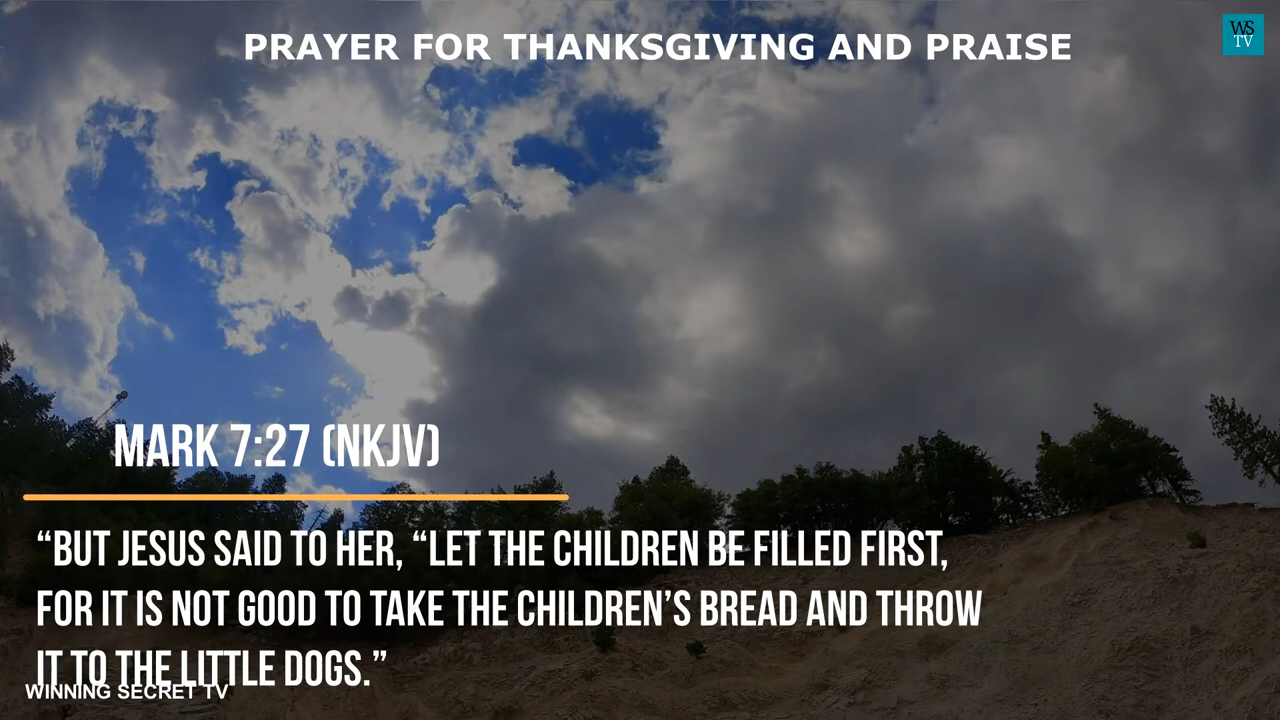 PRAYER FOR THANKSGIVING AND PRAISE
WS
TV
MARK 7:27 (NKJV)
“BUT JESUS SAID TO HER, “LET THE CHILDREN BE FILLED FIRST,
FOR IT IS NOT GOOD TO TAKE THE CHILDREN’S BREAD AND THROW
IT TO THE LITTLE DOGS.”
WINNING SECRET TV